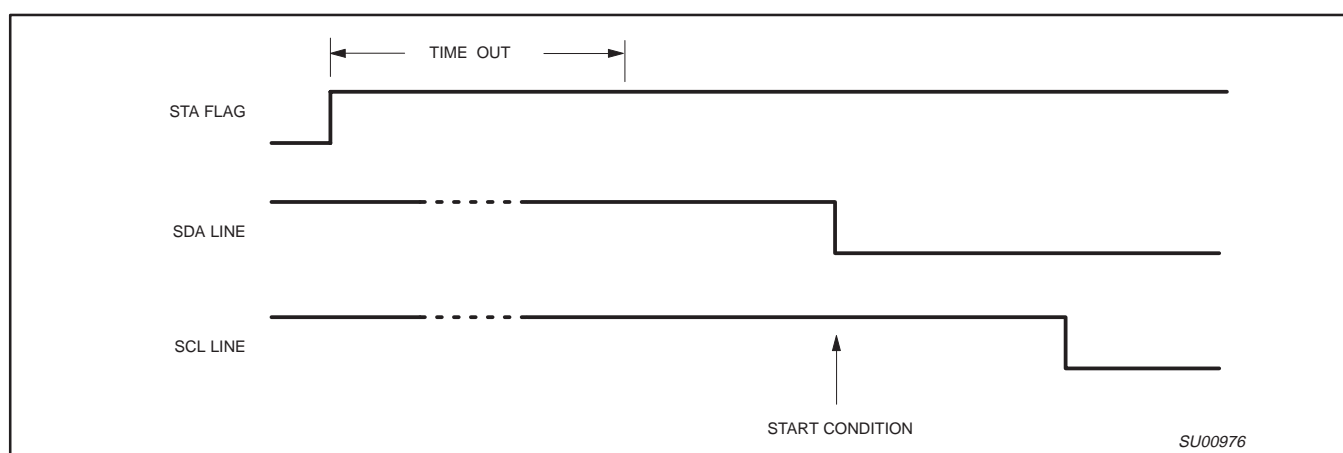 TIME OUT
STA FLAG
SDA LINE
SCL LINE
START CONDITION
SU00976